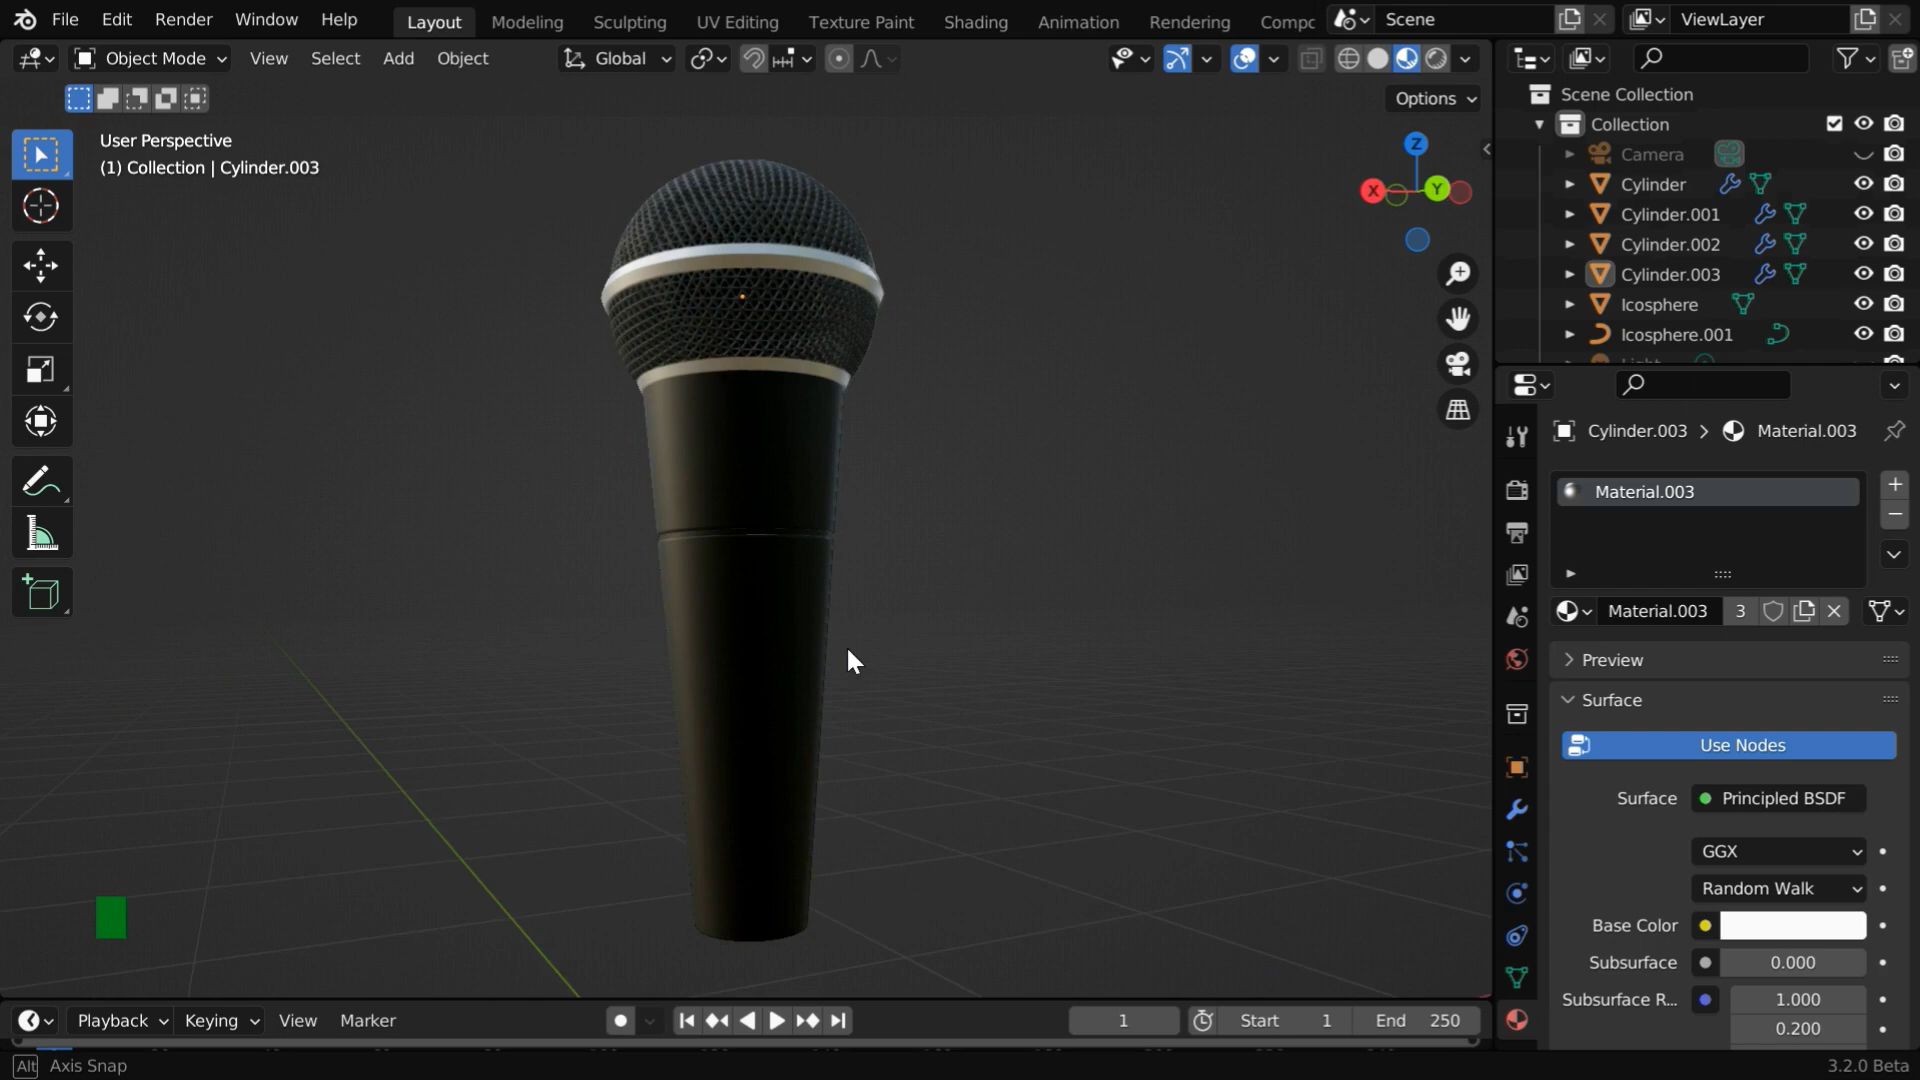 File Edit Render Window Help Layout Modeling Sculpting UV Editing Texture Paint Shading Animation Rendering Compc Scene ViewLayer
Object Mode View Select Add Object Global
Options
User Perspective
(1) Collection | Cylinder.003
Z
X Y
Scene Collection
Collection
Camera
Cylinder
Cylinder.001
Cylinder.002
Cylinder.003
Icosphere
Icosphere.001
Light
Cylinder.003 > Material.003
Material.003
Material.003 3
Preview
Surface
Use Nodes
Surface Principled BSDF
GGX
Random Walk
Base Color
Subsurface 0.000
Subsurface R... 1.000
0.200
Playback Keying View Marker 1 Start 1 End 250
Alt Axis Snap 3.2.0 Beta